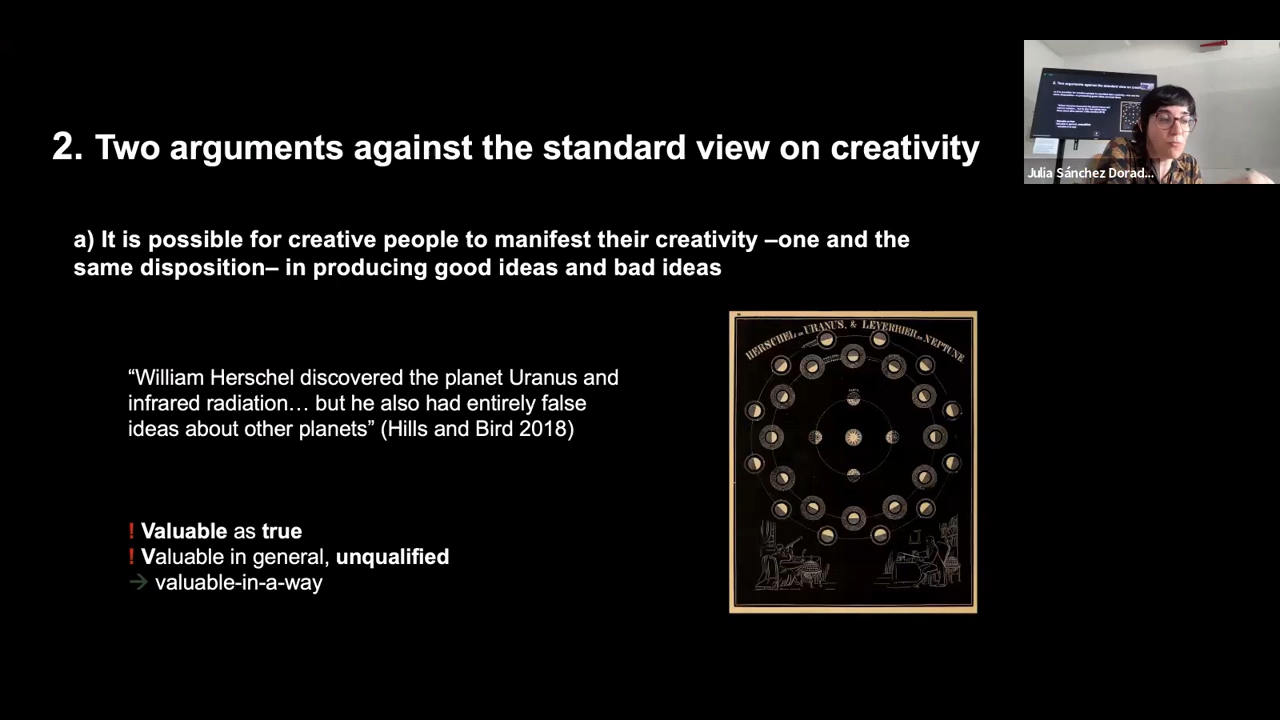 2. Two arguments against the standard view on creativity
Julia Sánchez Dorad...
a) It is possible for creative people to manifest their creativity –one and the
same disposition– in producing good ideas and bad ideas
HERSCHEL URANUS, & LEVERRIER NEPTUNE
“William Herschel discovered the planet Uranus and
infrared radiation… but he also had entirely false
ideas about other planets” (Hills and Bird 2018)
! Valuable as true
! Valuable in general, unqualified
→ valuable-in-a-way